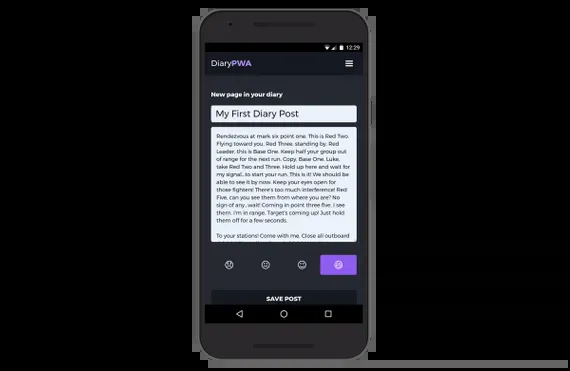 12:29
DiaryPWA
New page in your diary
My First Diary Post
Rendezvous at mark six point one. This is Red Two.
Flying toward you. Red Three, standing by. Red
Leader, this is Base One. Keep half your group out
of range for the next run. Copy, Base One. Luke,
take Red Two and Three. Hold up here and wait for
my signal...to start your run. This is it! We should be
able to see it by now. Keep your eyes open for
those fighters! There's too much interference! Red
Five, can you see them from where you are? No
sign of any...wait! Coming in point three five. I see
them. I'm in range. Target's coming up! Just hold
them off for a few seconds.
To your stations! Come with me. Close all outboard
SAVE POST